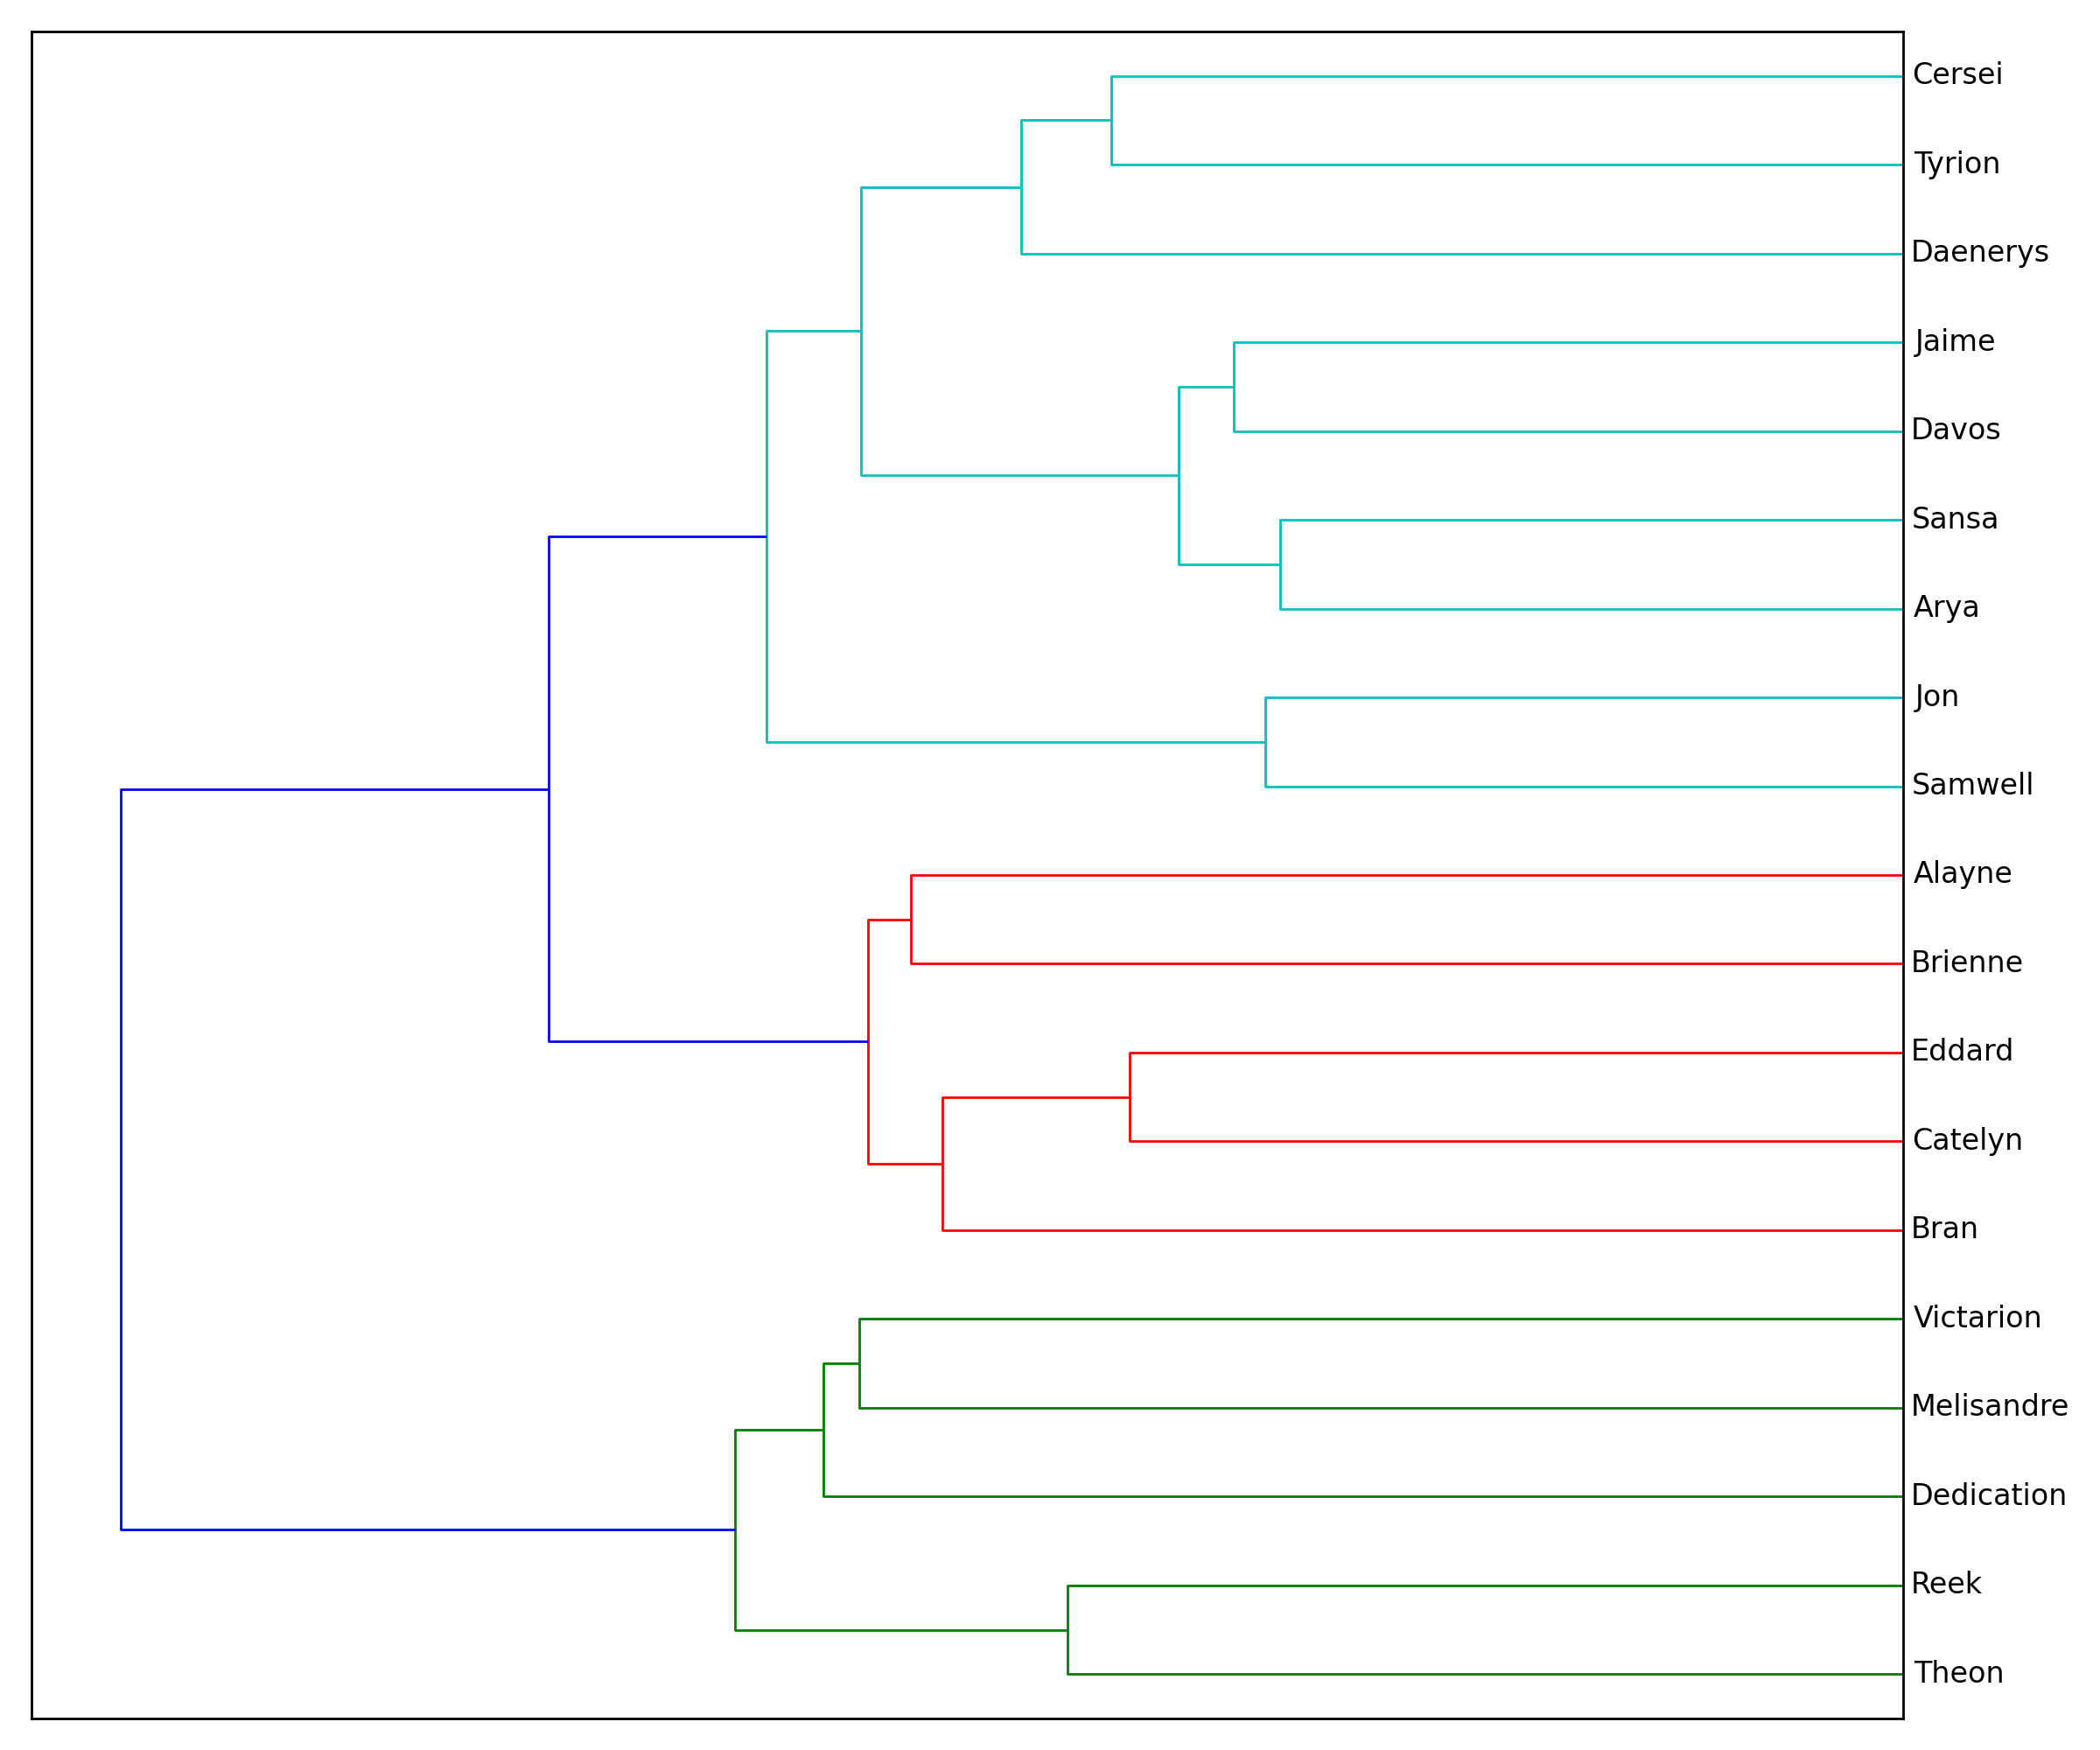 Cersei
Tyrion
Daenerys
Jaime
Davos
Sansa
Arya
Jon
Samwell
Alayne
Brienne
Eddard
Catelyn
Bran
Victarion
Melisandre
Dedication
Reek
Theon